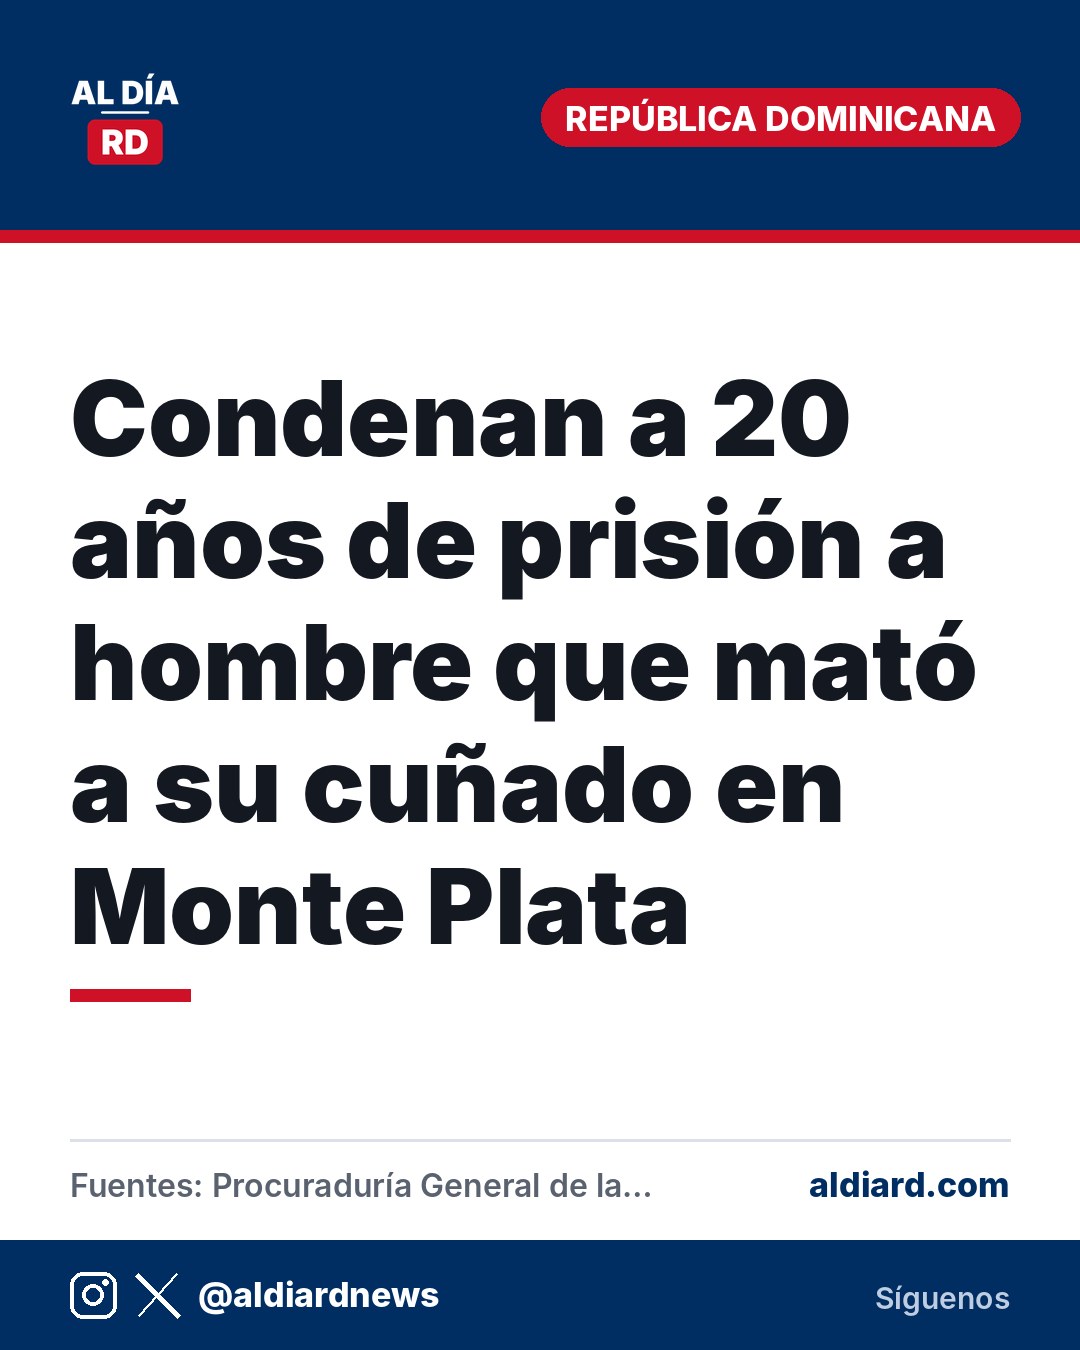 AL DÍA
RD
REPÚBLICA DOMINICANA
Condenan a 20
años de prisión a
hombre que mató
a su cuñado en
Monte Plata
Fuentes: Procuraduría General de la...
aldiard.com
@aldiardnews
Síguenos